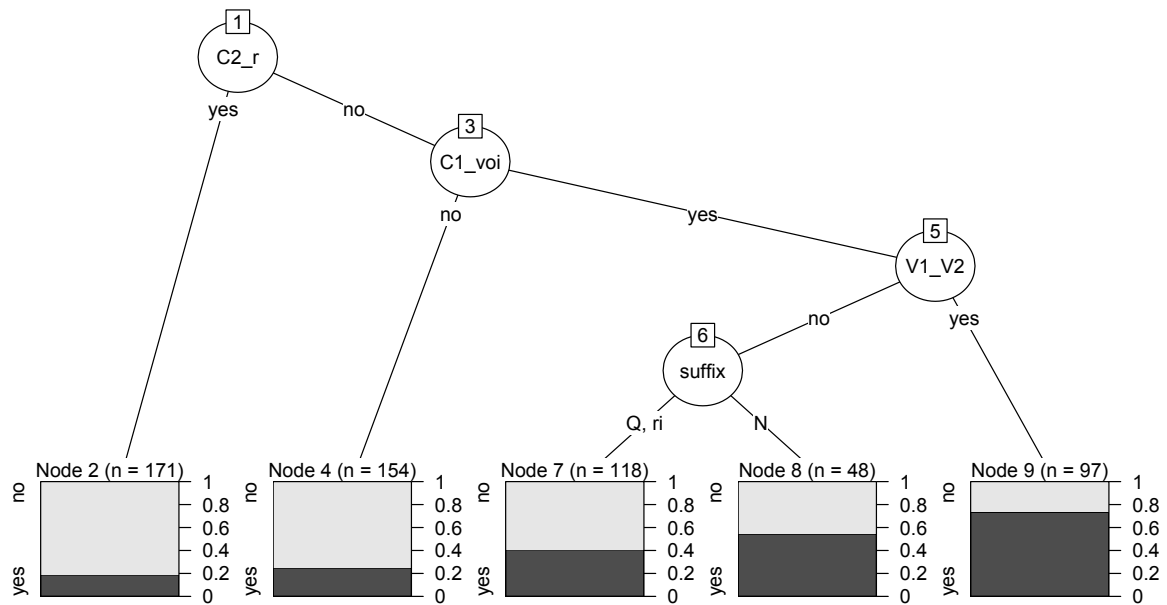 1
C2_r
yes
no
3
C1_voi
no
yes
5
V1_V2
no
yes
6
suffix
Q, ri
N
Node 2 (n = 171)
no
yes
1
0.8
0.6
0.4
0.2
0
Node 4 (n = 154)
no
yes
1
0.8
0.6
0.4
0.2
0
Node 7 (n = 118)
no
yes
1
0.8
0.6
0.4
0.2
0
Node 8 (n = 48)
no
yes
1
0.8
0.6
0.4
0.2
0
Node 9 (n = 97)
no
yes
1
0.8
0.6
0.4
0.2
0